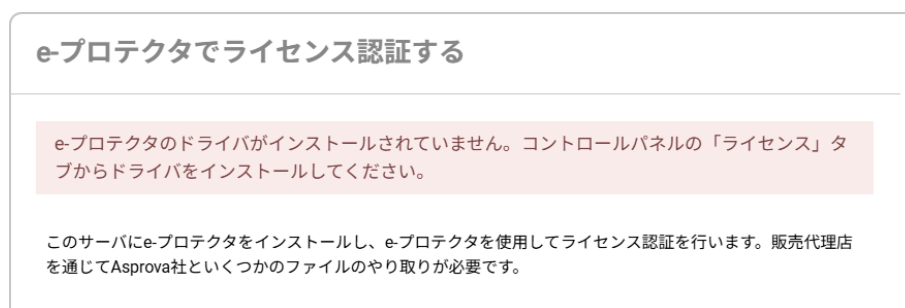 e-プロテクタでライセンス認証する
e-プロテクタのドライバがインストールされていません。コントロールパネルの「ライセンス」タ
ブからドライバをインストールしてください。
このサーバにe-プロテクタをインストールし、e-プロテクタを使用してライセンス認証を行います。販売代理店
を通じてAsprova社といくつかのファイルのやり取りが必要です。